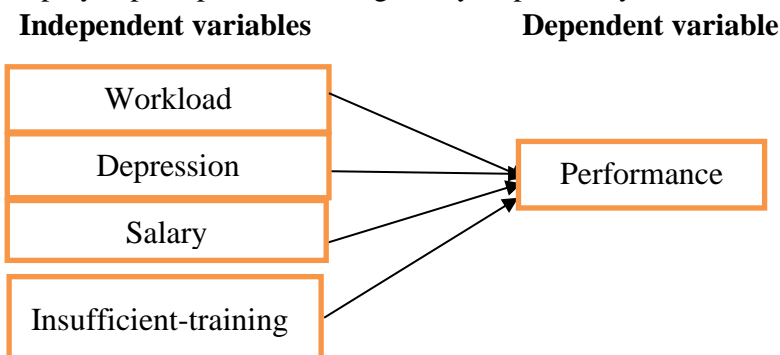 Independent variables Dependent variable
Workload
Depression
Performance
Salary
Insufficient-training